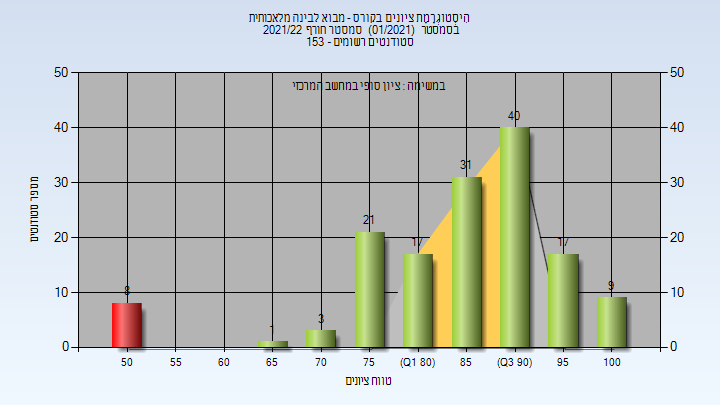 היסטוגרמת ציונים בקורס - מבוא לבינה מלאכותית
בסמסטר (01/2021) סמסטר חורף 2021/22
סטודנטים רשומים - 153
במשימה : ציון סופי במחשב המרכזי
50 50
40 40
30 30
20 20
10 10
0 0
8 1 3 21 17 31 40 17 9
מספר סטודנטים
50 55 60 65 70 75 (Q1 80) 85 (Q3 90) 95 100
טווח ציונים